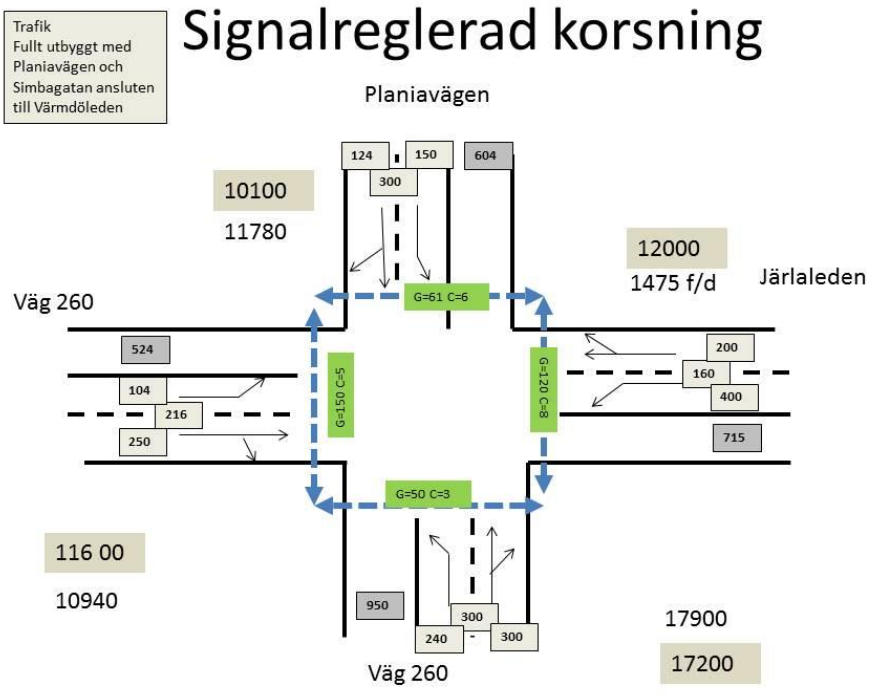 Trafik
Fullt utbyggt med
Planiavägen och
Simbagatan ansluten
till Värmdöleden
Signalreglerad korsning
Planiavägen
124
150
604
300
10100
11780
12000
1475 f/d
Järlaleden
G=61 C=6
Väg 260
524
104
216
250
G=150 C=5
G=120 C=8
200
160
400
715
G=50 C=3
116 00
10940
950
300
240
-
300
Väg 260
17900
17200